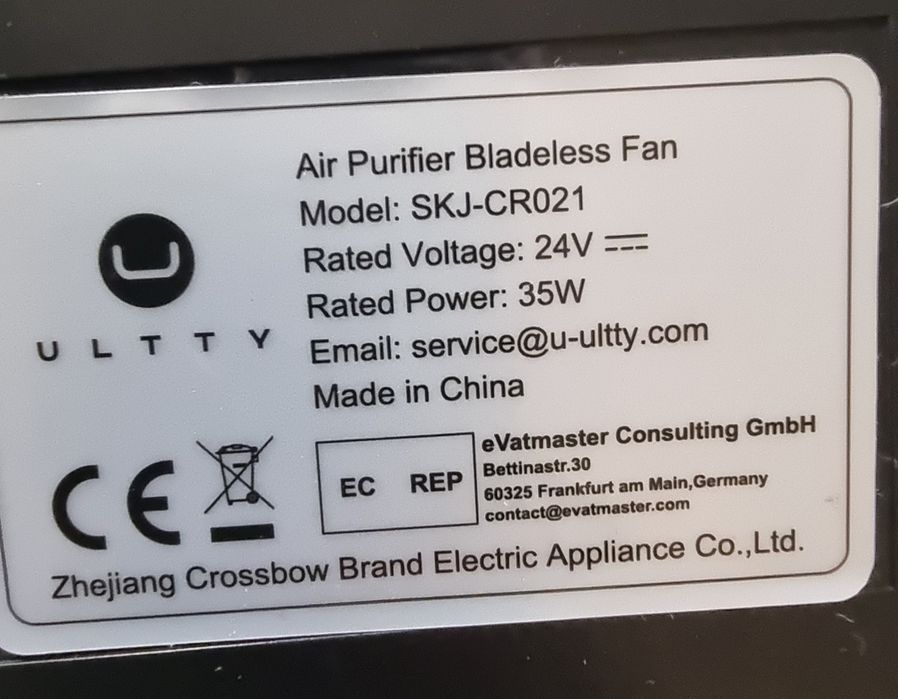 Air Purifier Bladeless Fan
Model: SKJ-CR021
Rated Voltage: 24V ⎓
Rated Power: 35W
Email: service@u-ultty.com
Made in China
ULTTY
CE
EC REP
eVatmaster Consulting GmbH
Bettinastr.30
60325 Frankfurt am Main,Germany
contact@evatmaster.com
Zhejiang Crossbow Brand Electric Appliance Co.,Ltd.